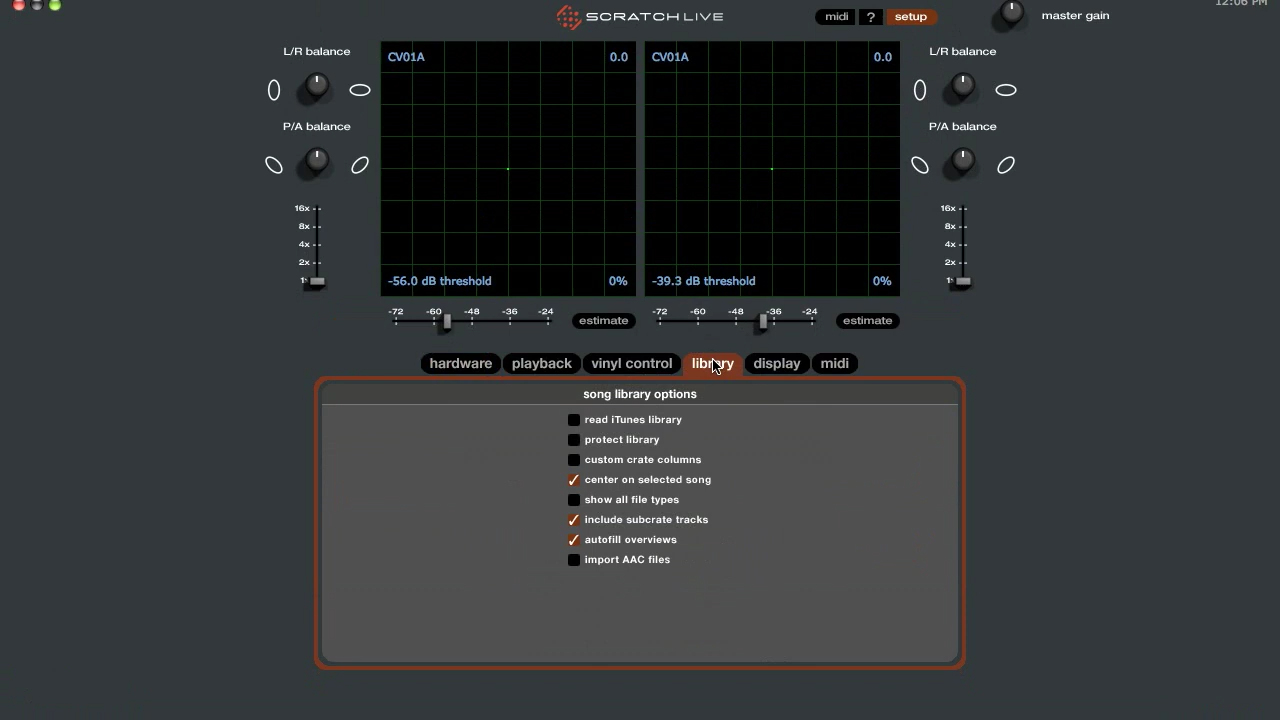 12:06 PM
SCRATCH LIVE
midi ? setup
master gain
L/R balance
P/A balance
16x
8x
4x
2x
CV01A 0.0
-56.0 dB threshold 0%
-72 -60 -48 -36 -24
estimate
CV01A 0.0
-39.3 dB threshold 0%
-72 -60 -48 -36 -24
estimate
L/R balance
P/A balance
16x
8x
4x
2x
hardware playback vinyl control library display midi
song library options
read iTunes library
protect library
custom crate columns
center on selected song
show all file types
include subcrate tracks
autofill overviews
import AAC files